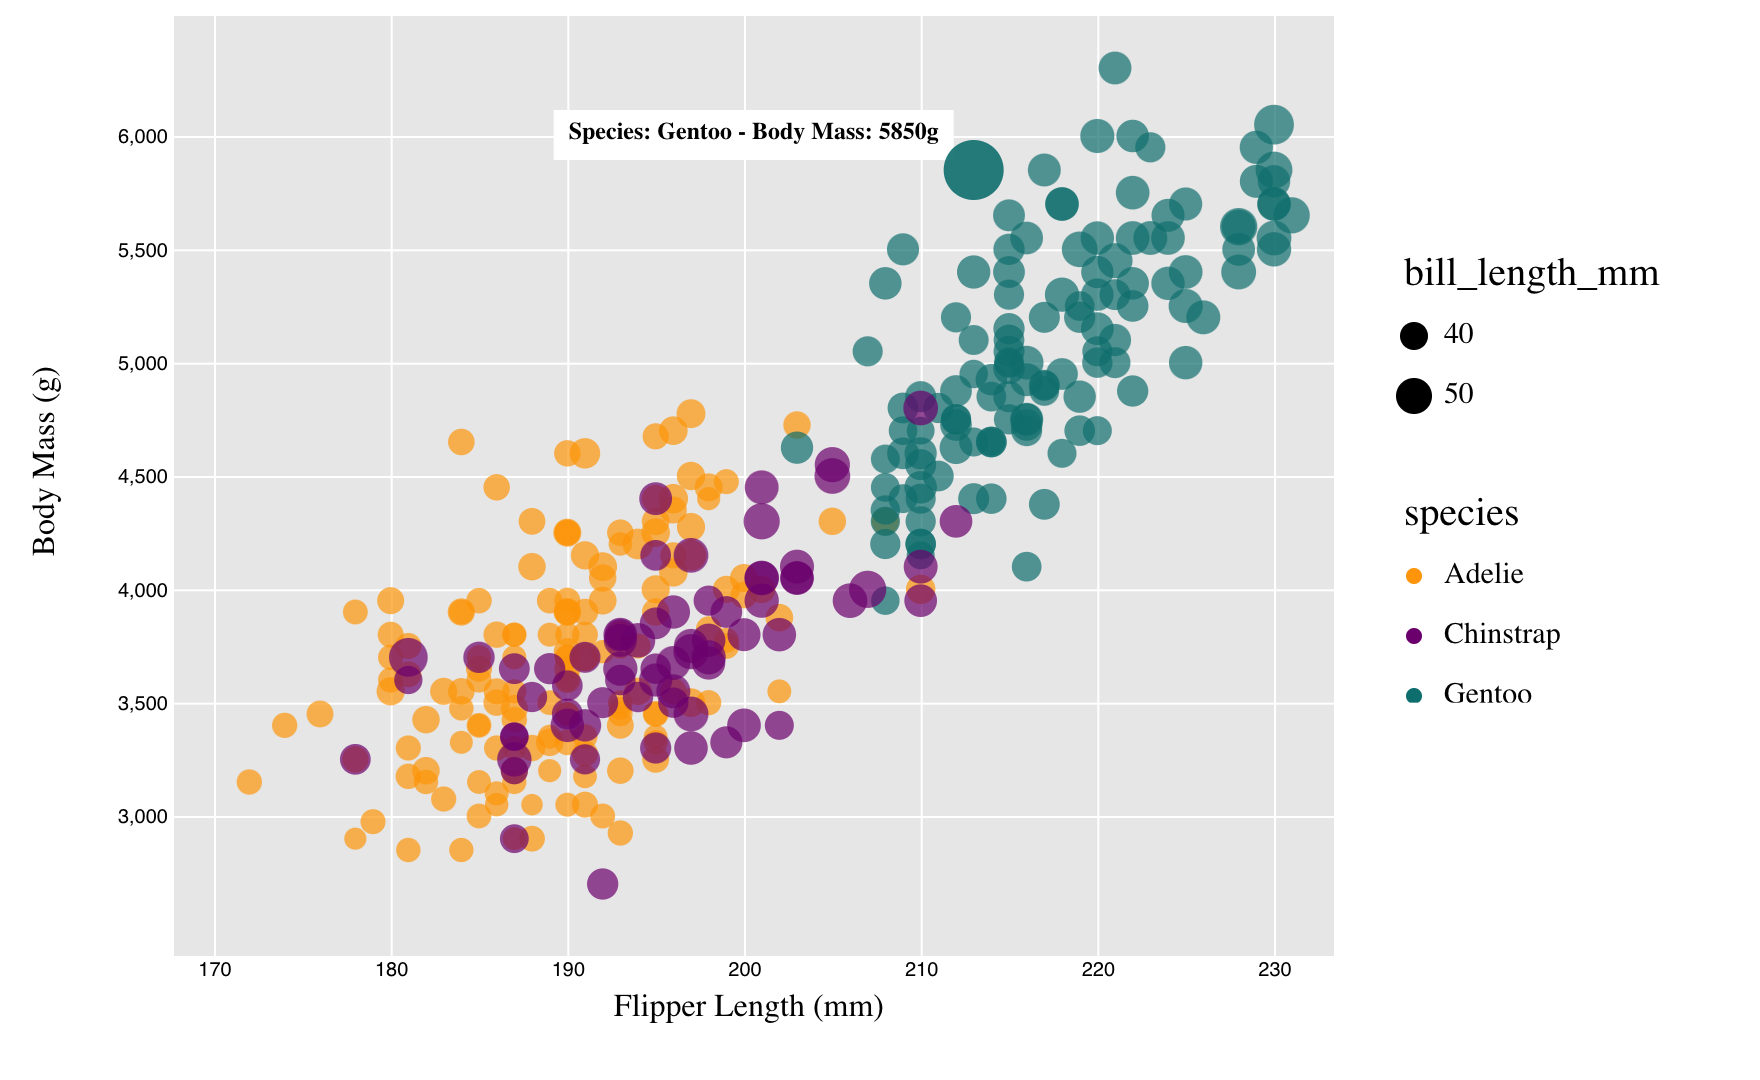 Species: Gentoo - Body Mass: 5850g
6,000
5,500
5,000
4,500
4,000
3,500
3,000
Body Mass (g)
170 180 190 200 210 220 230
Flipper Length (mm)
bill_length_mm
40
50
species
Adelie
Chinstrap
Gentoo